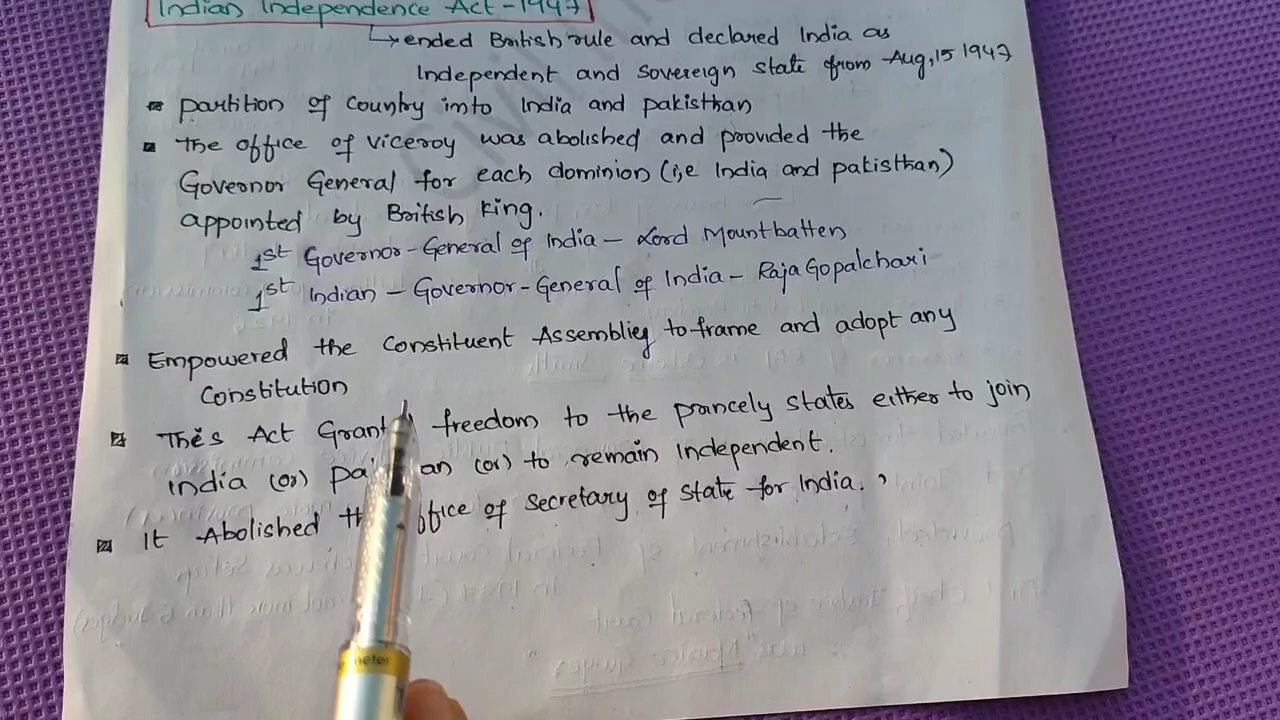 Indian Independence Act - 1947
↳ ended British rule and declared India as
Independent and sovereign state from Aug, 15 1947
partition of country into India and pakisthan
The office of viceroy was abolished and provided the
Governor General for each dominion (i,e India and pakisthan)
appointed by British king.
1st Governor-General of India – Lord Mountbatten
1st Indian – Governor-General of India – Raja Gopalchari
Empowered the Constituent Assemblies to frame and adopt any
Constitution
This Act Grant freedom to the princely states either to join
India (or) pa an (or) to remain Independent.
It Abolished th office of secretary of state for India.
meter